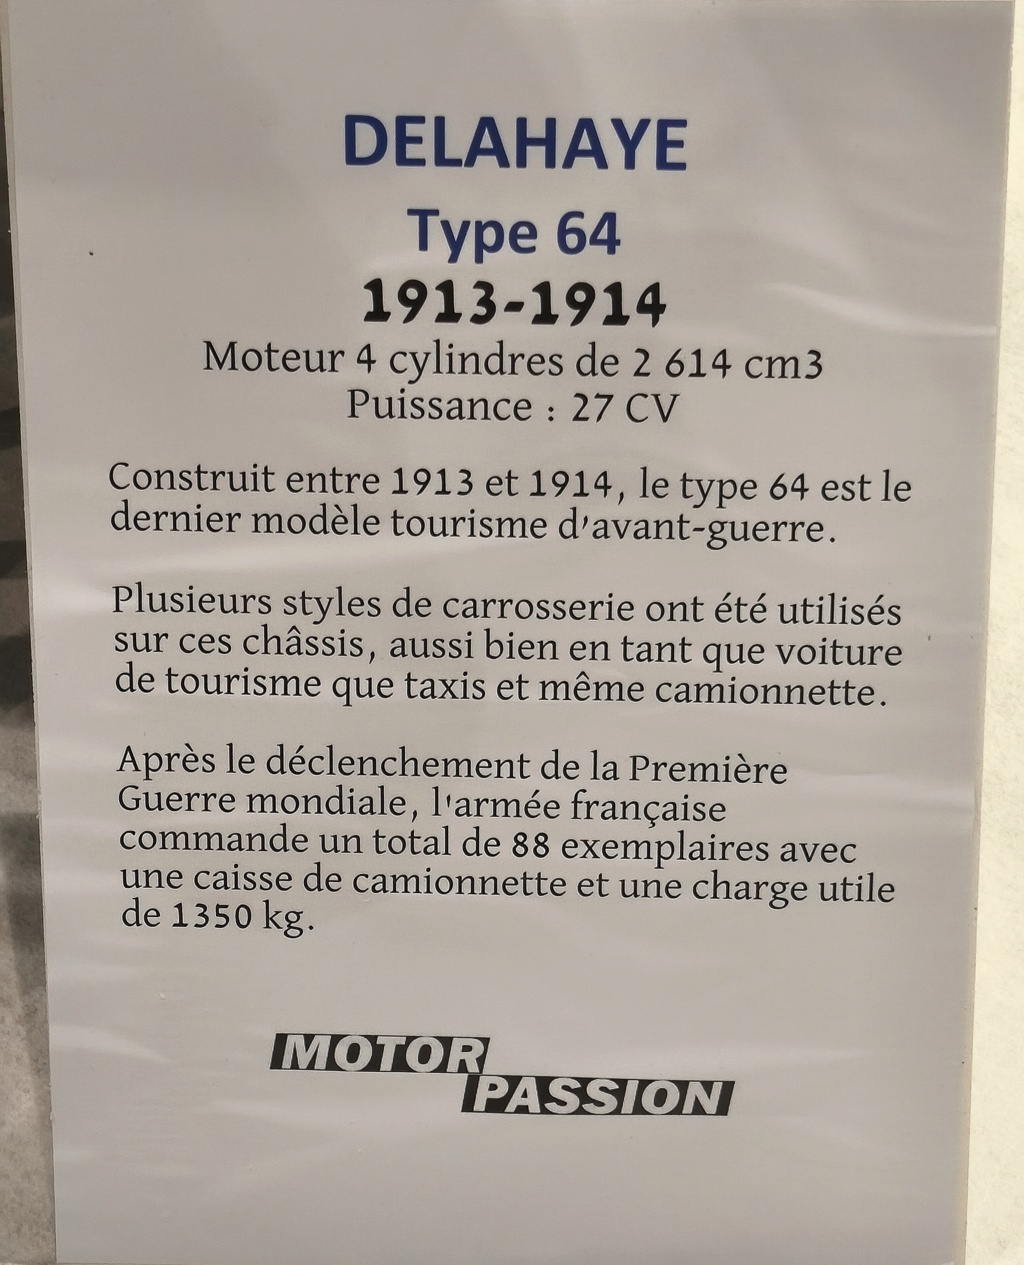 DELAHAYE
Type 64
1913-1914
Moteur 4 cylindres de 2 614 cm3
Puissance : 27 CV
Construit entre 1913 et 1914, le type 64 est le
dernier modèle tourisme d'avant-guerre.
Plusieurs styles de carrosserie ont été utilisés
sur ces châssis, aussi bien en tant que voiture
de tourisme que taxis et même camionnette.
Après le déclenchement de la Première
Guerre mondiale, l'armée française
commande un total de 88 exemplaires avec
une caisse de camionnette et une charge utile
de 1350 kg.
MOTOR
PASSION